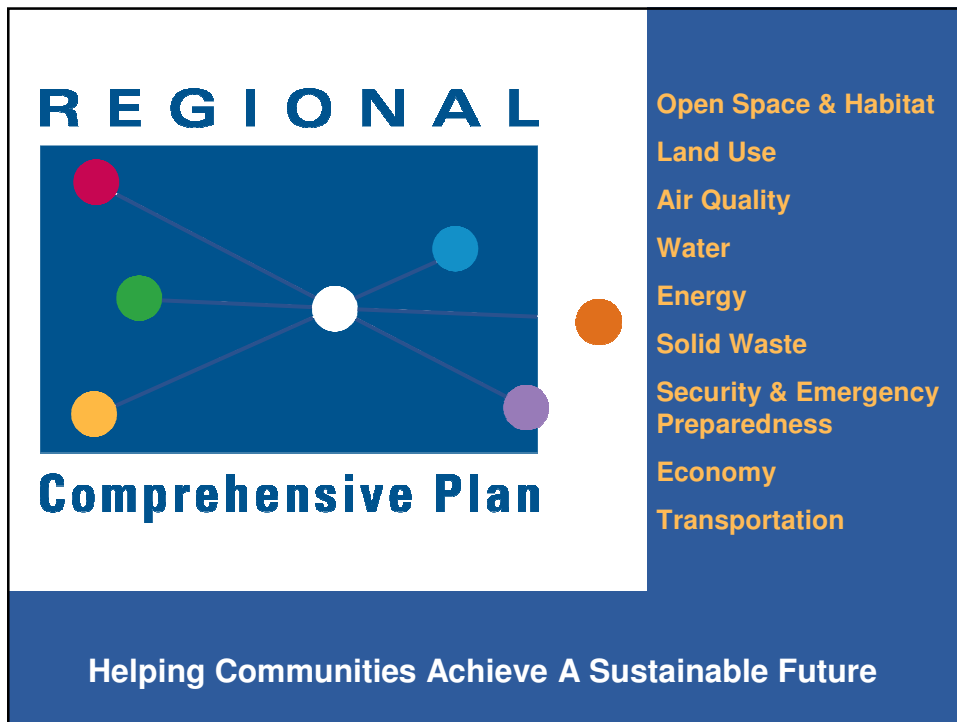 REGIONAL
Comprehensive Plan
Open Space & Habitat
Land Use
Air Quality
Water
Energy
Solid Waste
Security & Emergency
Preparedness
Economy
Transportation
Helping Communities Achieve A Sustainable Future